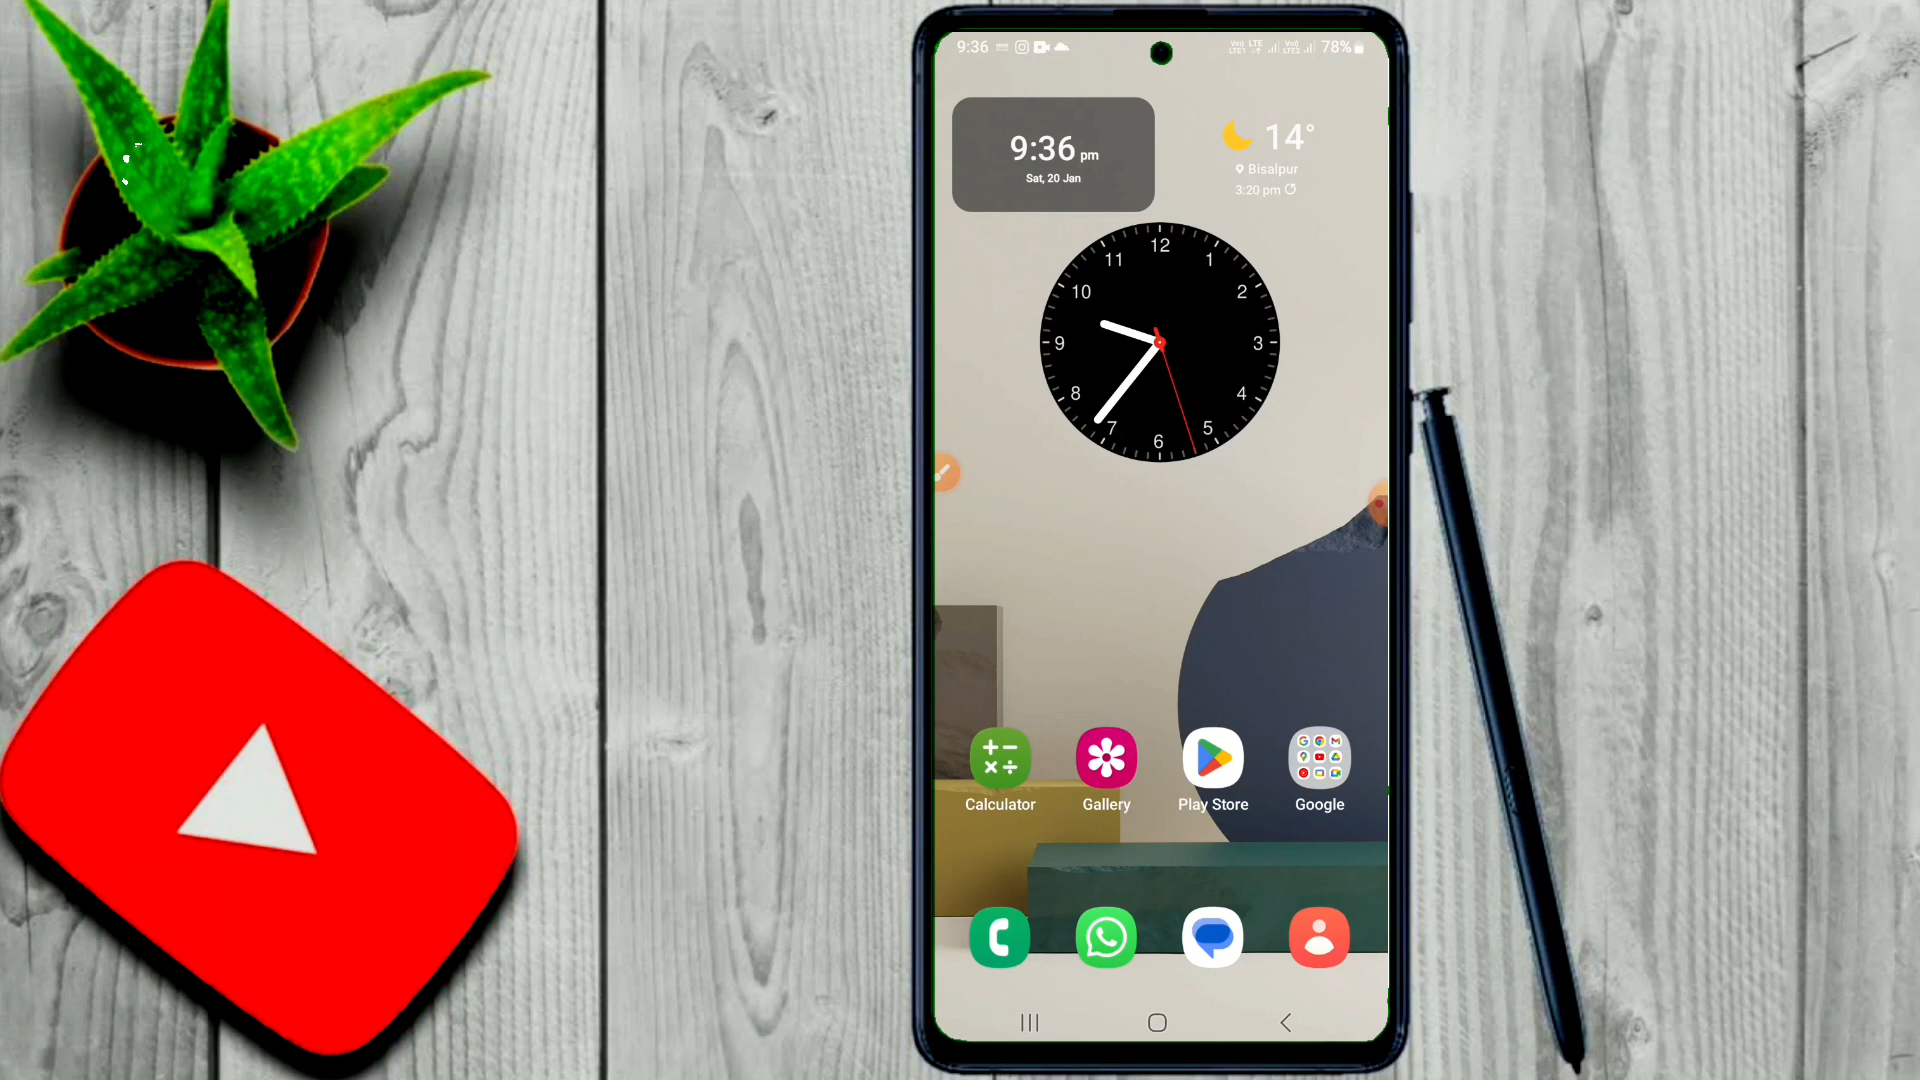 9:36
78%
9:36 pm
Sat, 20 Jan
14°
Bisalpur
3:20 pm
12
1
2
3
4
5
6
7
8
9
10
11
Calculator
Gallery
Play Store
Google